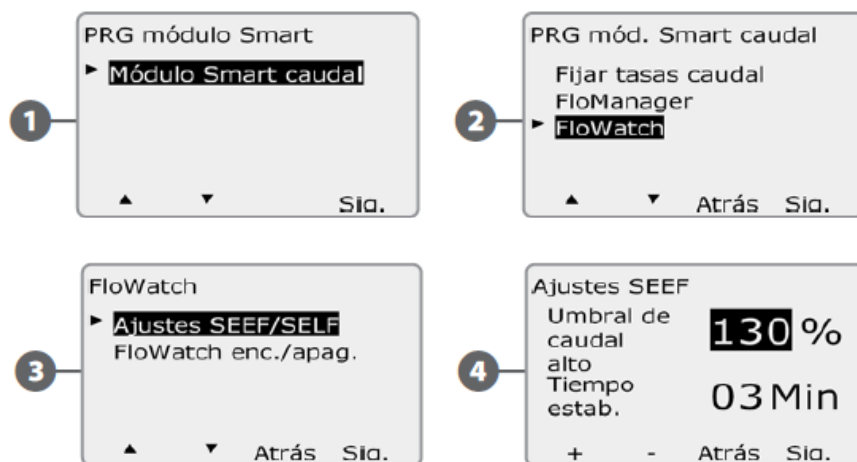 PRG módulo Smart
► Módulo Smart caudal
▲ ▼ Sig.
1
PRG mód. Smart caudal
Fijar tasas caudal
FloManager
► FloWatch
▲ ▼ Atrás Sig.
2
FloWatch
► Ajustes SEEF/SELF
FloWatch enc./apag.
▲ ▼ Atrás Sig.
3
Ajustes SEEF
Umbral de
caudal
alto
130 %
Tiempo
estab.
03 Min
+ - Atrás Sig.
4